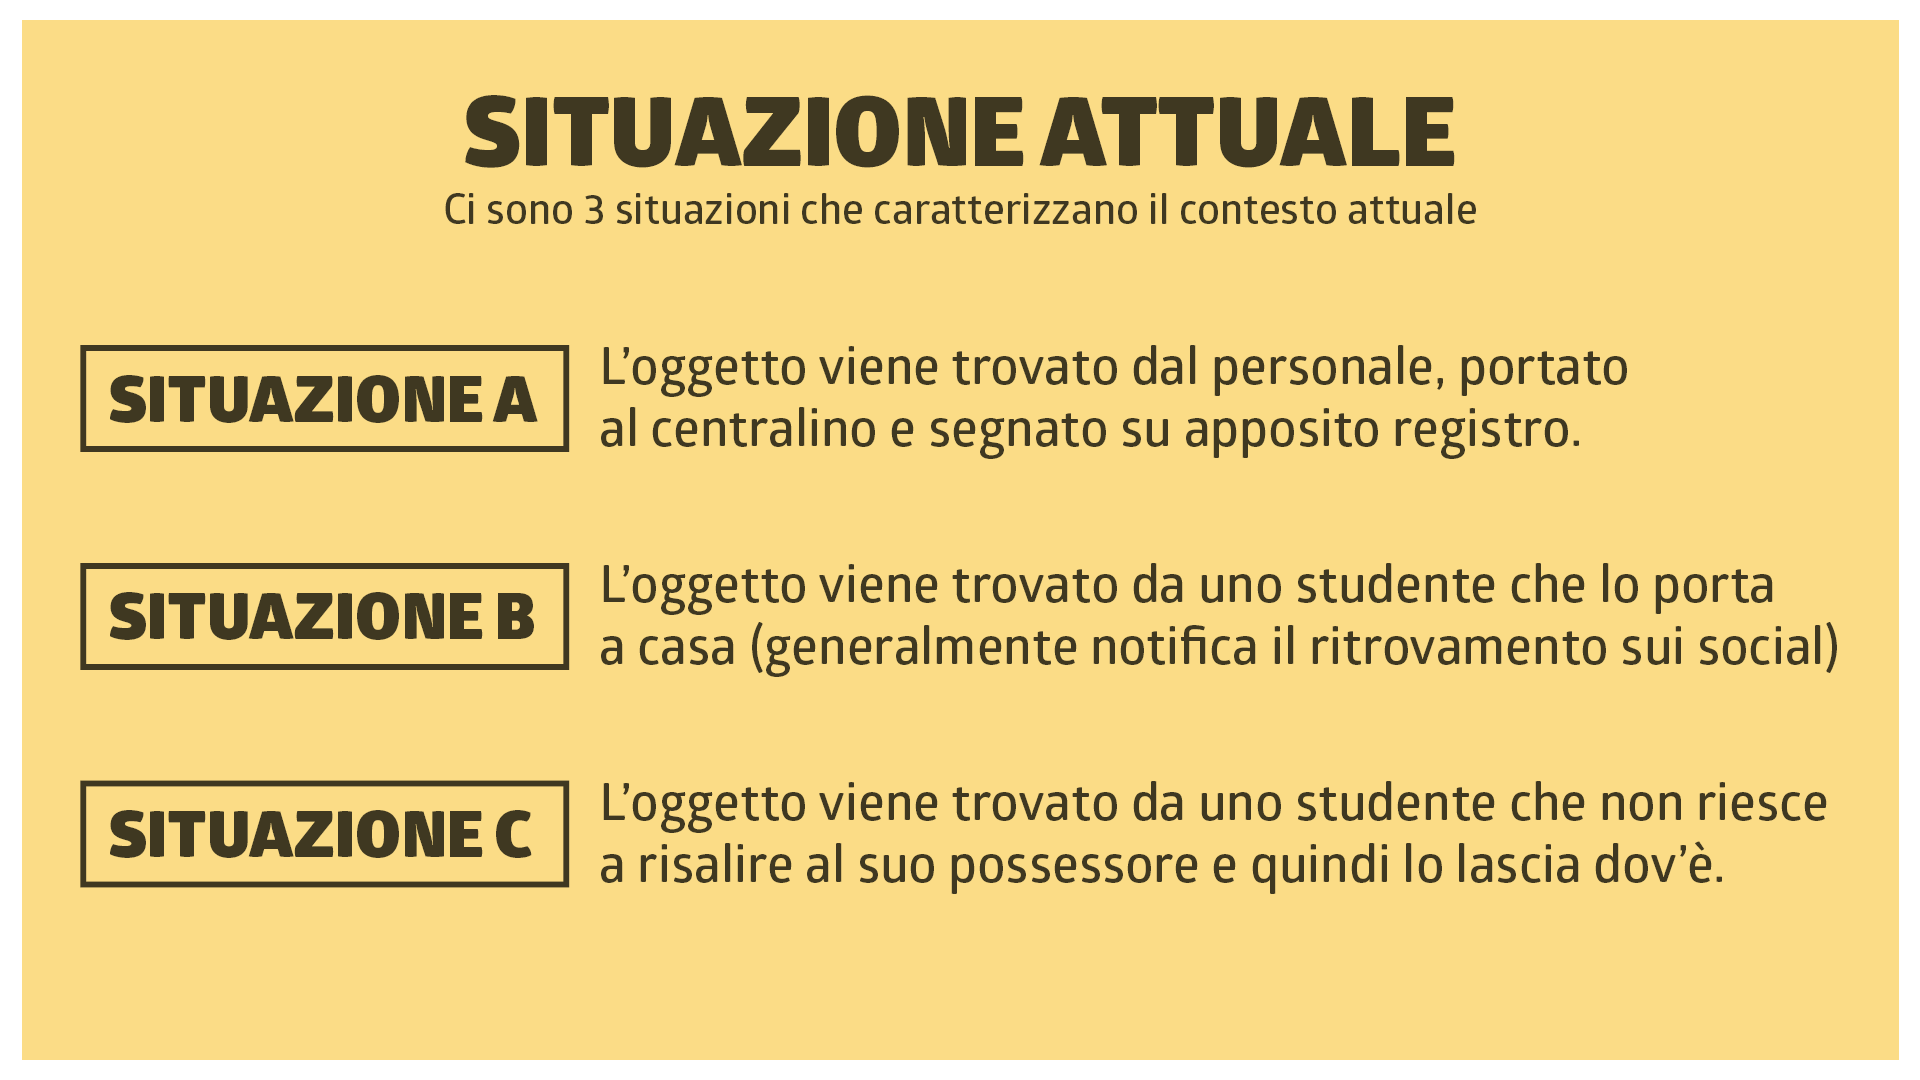 SITUAZIONE ATTUALE
Ci sono 3 situazioni che caratterizzano il contesto attuale
SITUAZIONE A
L’oggetto viene trovato dal personale, portato
al centralino e segnato su apposito registro.
SITUAZIONE B
L’oggetto viene trovato da uno studente che lo porta
a casa (generalmente notifica il ritrovamento sui social)
SITUAZIONE C
L’oggetto viene trovato da uno studente che non riesce
a risalire al suo possessore e quindi lo lascia dov’è.